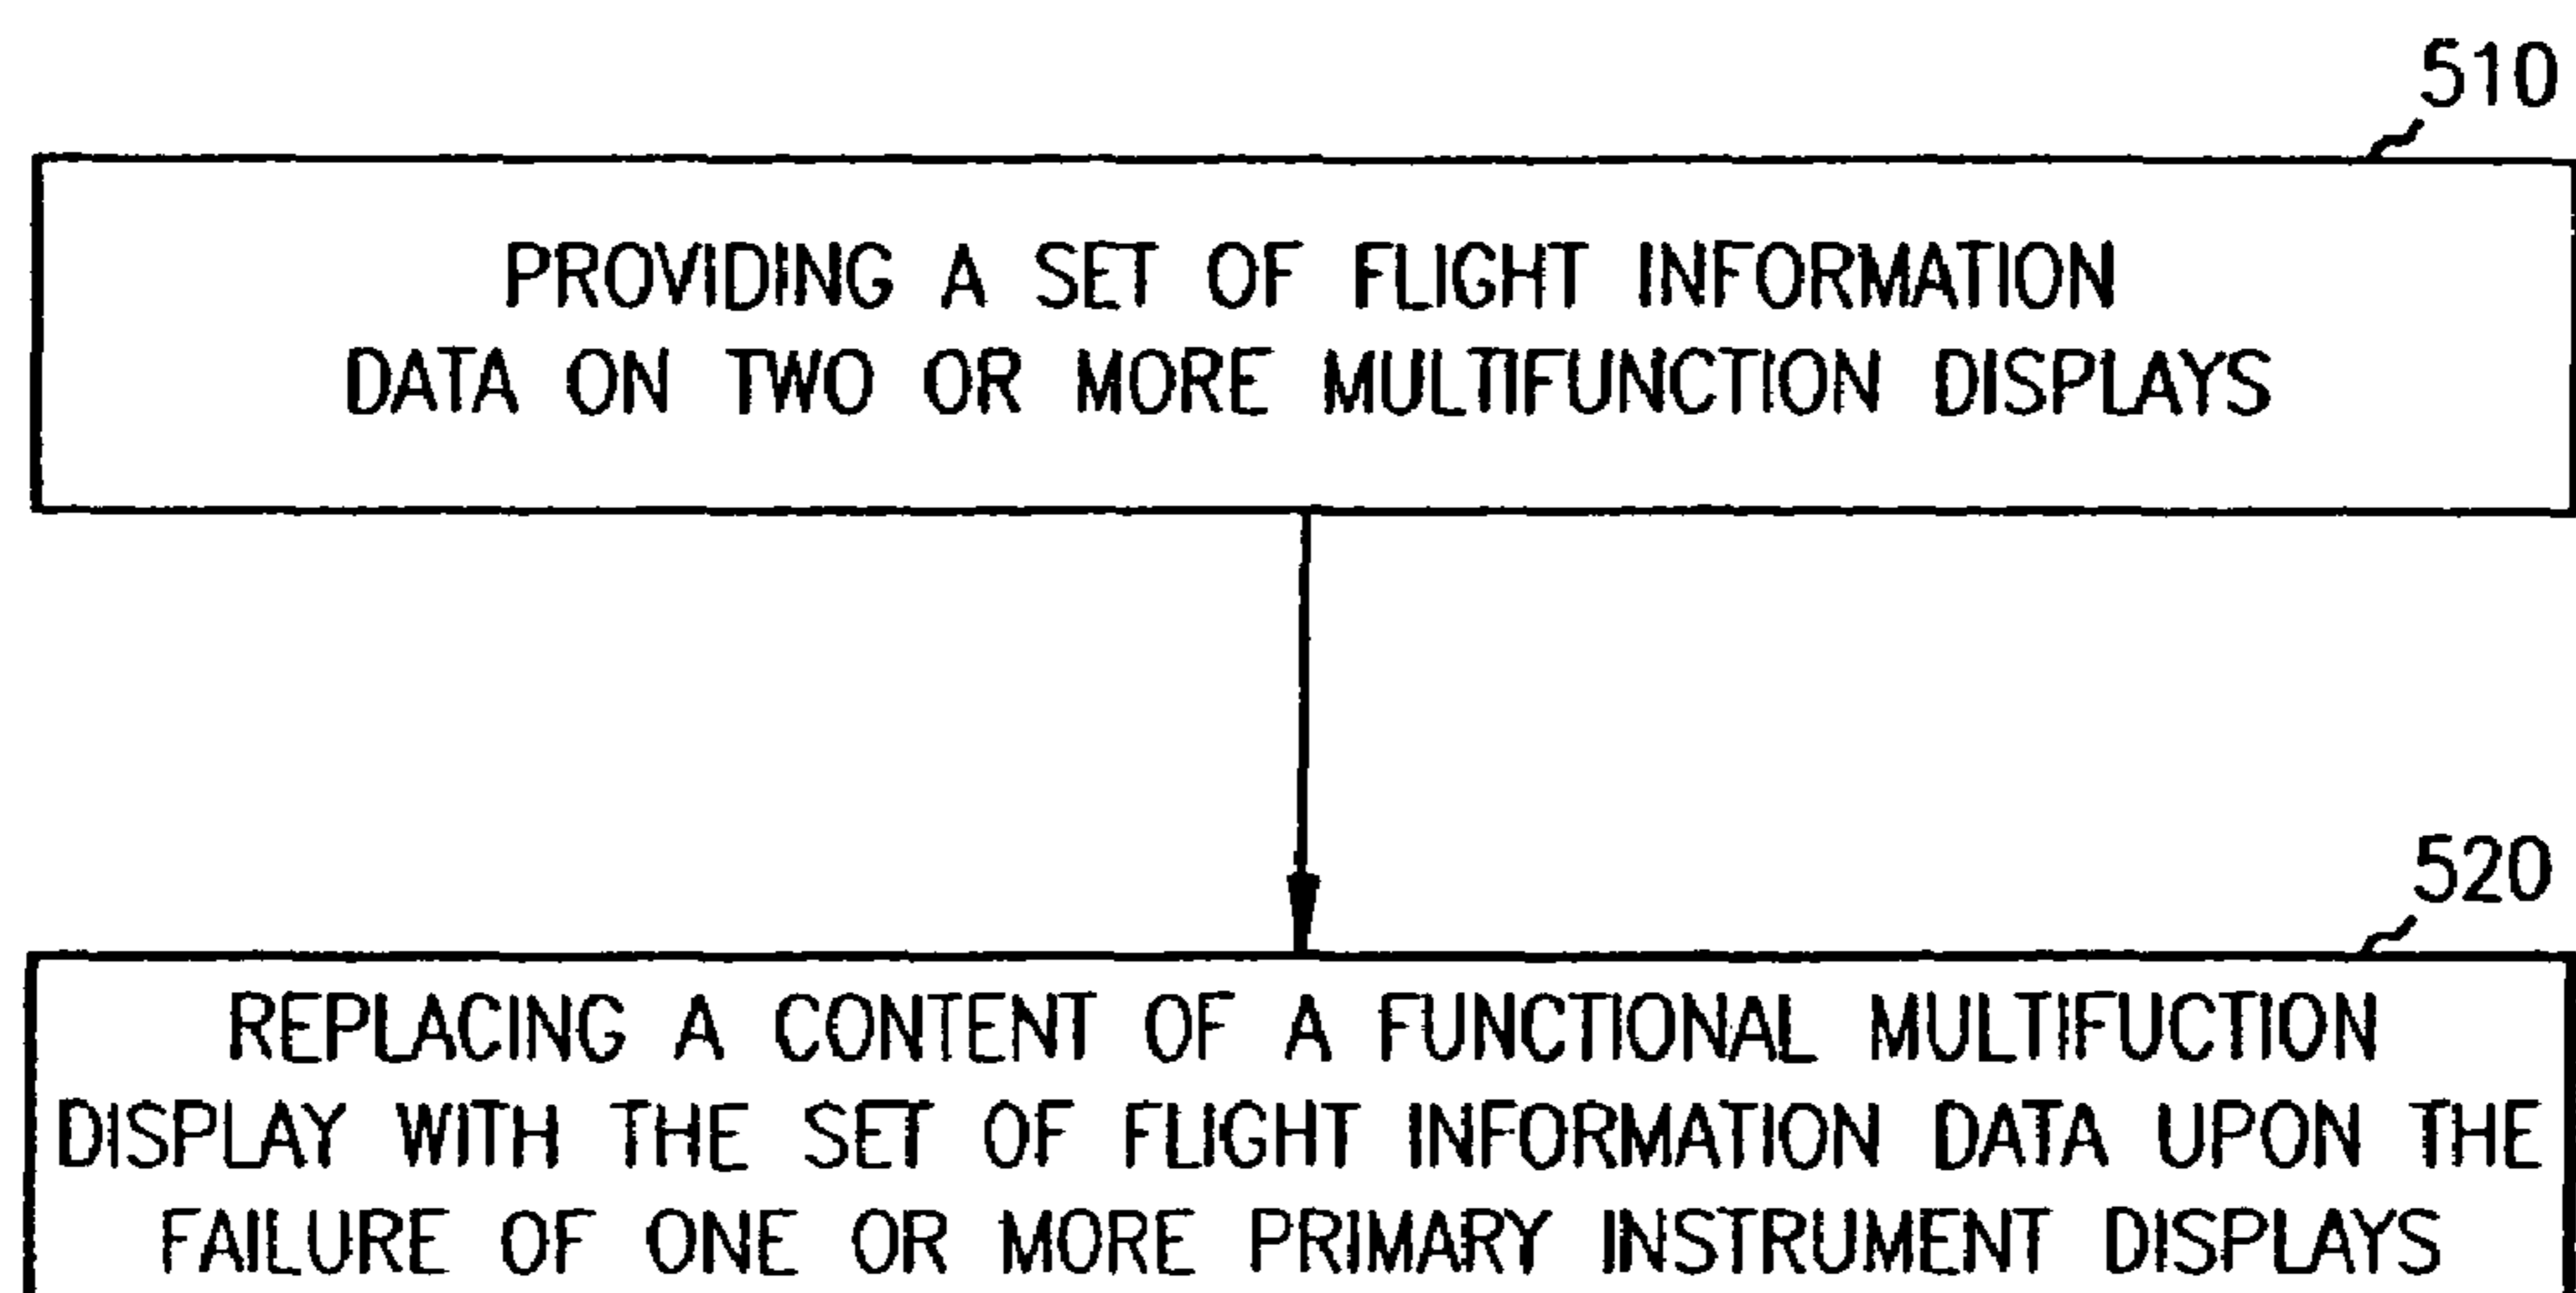 510
PROVIDING A SET OF FLIGHT INFORMATION
DATA ON TWO OR MORE MULTIFUNCTION DISPLAYS
520
REPLACING A CONTENT OF A FUNCTIONAL MULTIFUCTION
DISPLAY WITH THE SET OF FLIGHT INFORMATION DATA UPON THE
FAILURE OF ONE OR MORE PRIMARY INSTRUMENT DISPLAYS